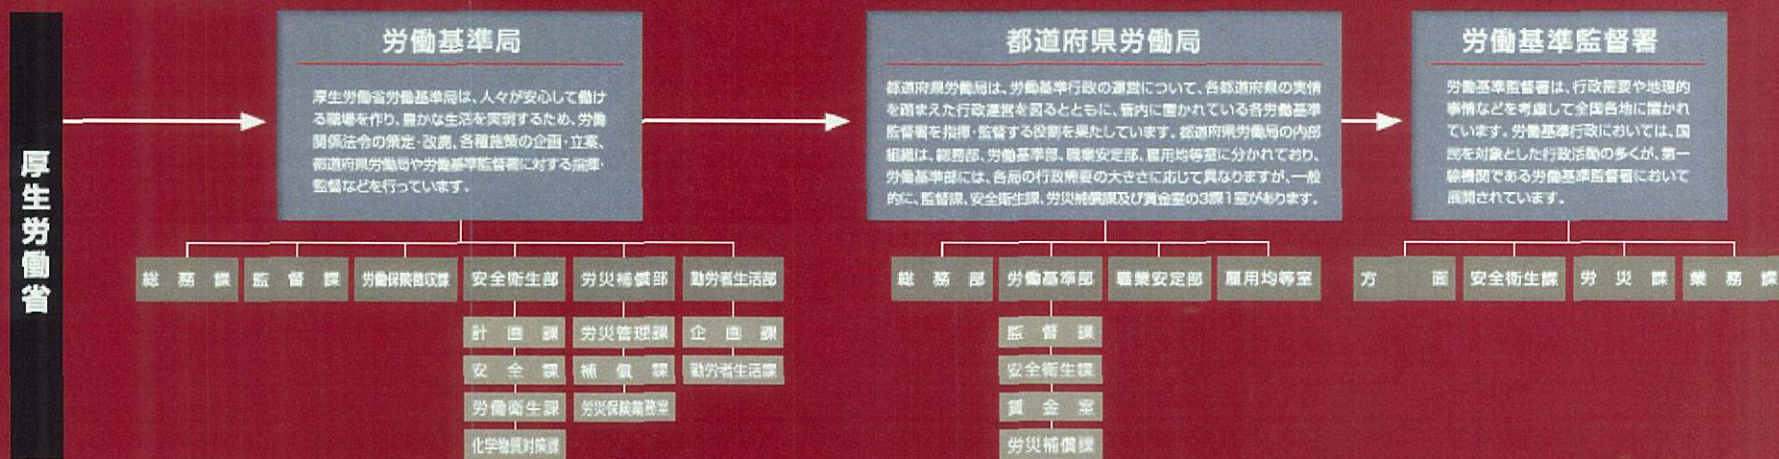 厚生労働省
労働基準局
厚生労働省労働基準局は、人々が安心して働け
る職場を作り、豊かな生活を実現するため、労働
関係法令の策定・改廃、各種施策の企画・立案、
都道府県労働局や労働基準監督署に対する指揮・
監督などを行っています。
総務課
監督課
労働保険徴収課
安全衛生部
計画課
安全課
労働衛生課
化学物質対策課
労災補償部
労災管理課
補償課
労災保険業務室
勤労者生活部
企画課
勤労者生活課
都道府県労働局
都道府県労働局は、労働基準行政の運営について、各都道府県の実情
を踏まえた行政運営を図るとともに、管内に置かれている各労働基準
監督署を指揮・監督する役割を果たしています。都道府県労働局の内部
組織は、総務部、労働基準部、職業安定部、雇用均等室に分かれており、
労働基準部には、各局の行政需要の大きさに応じて異なりますが、一般
的に、監督課、安全衛生課、労災補償課及び賃金室の3課1室があります。
総務部
労働基準部
監督課
安全衛生課
賃金室
労災補償課
職業安定部
雇用均等室
労働基準監督署
労働基準監督署は、行政需要や地理的
事情などを考慮して全国各地に置かれ
ています。労働基準行政においては、国
民を対象とした行政活動の多くが、第一
線機関である労働基準監督署において
展開されています。
方面
安全衛生課
労災課
業務課